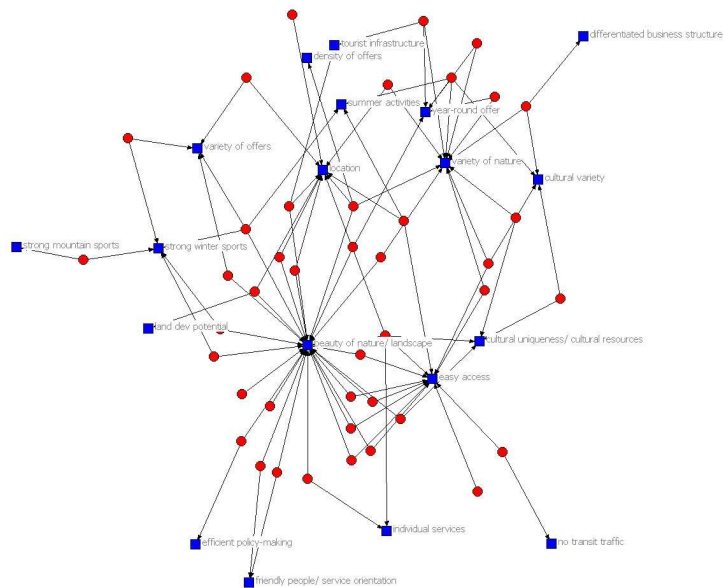 differentiated business structure
tourist infrastructure
density of offers
summer activities
year-round offer
variety of offers
variety of nature
location
cultural variety
strong mountain sports
strong winter sports
land dev potential
beauty of nature/ landscape
cultural uniqueness/ cultural resources
easy access
individual services
efficient policy-making
no transit traffic
friendly people/ service orientation